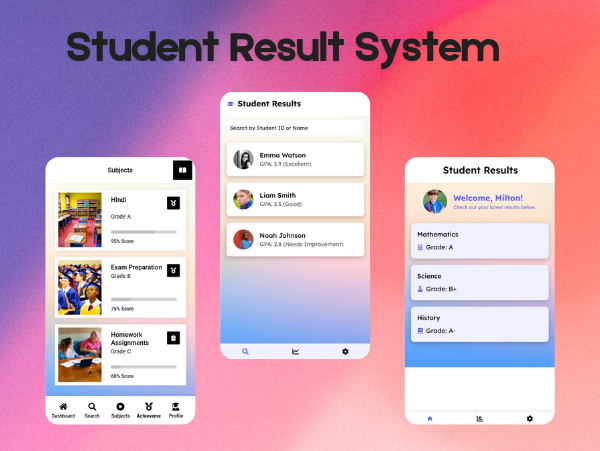 Student Result System
Subjects
HIndi
Grade A
95% Score
Exam Preparation
Grade B
75% Score
Homework
Assignments
Grade C
60% Score
Dashboard Search Subjects Achieveme Profile
Student Results
Search by Student ID or Name
Emma Watson
GPA: 3.9 (Excellent)
Liam Smith
GPA: 3.5 (Good)
Noah Johnson
GPA: 2.8 (Needs Improvement)
Student Results
Welcome, Milton!
Check out your latest results below.
Mathematics
Grade: A
Science
Grade: B+
History
Grade: A-